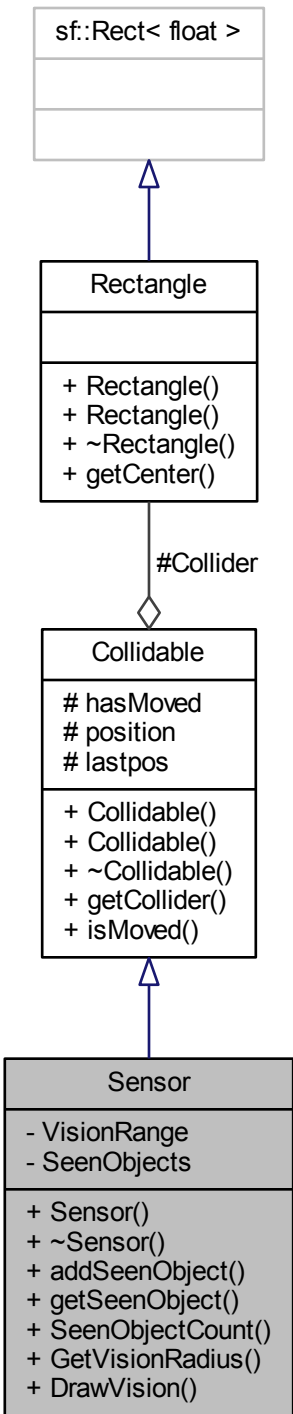 sf::Rect< float >
Rectangle
+ Rectangle()
+ Rectangle()
+ ~Rectangle()
+ getCenter()
#Collider
Collidable
# hasMoved
# position
# lastpos
+ Collidable()
+ Collidable()
+ ~Collidable()
+ getCollider()
+ isMoved()
Sensor
- VisionRange
- SeenObjects
+ Sensor()
+ ~Sensor()
+ addSeenObject()
+ getSeenObject()
+ SeenObjectCount()
+ GetVisionRadius()
+ DrawVision()